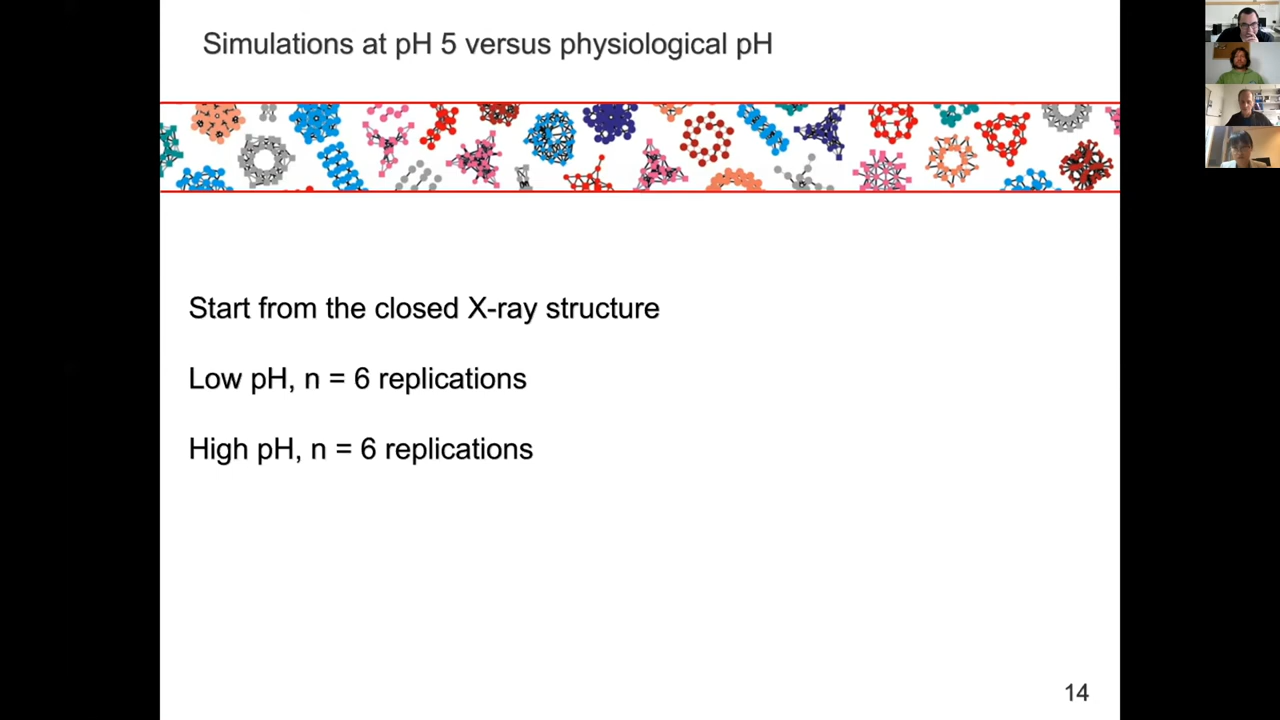 Simulations at pH 5 versus physiological pH
Start from the closed X-ray structure
Low pH, n = 6 replications
High pH, n = 6 replications
14